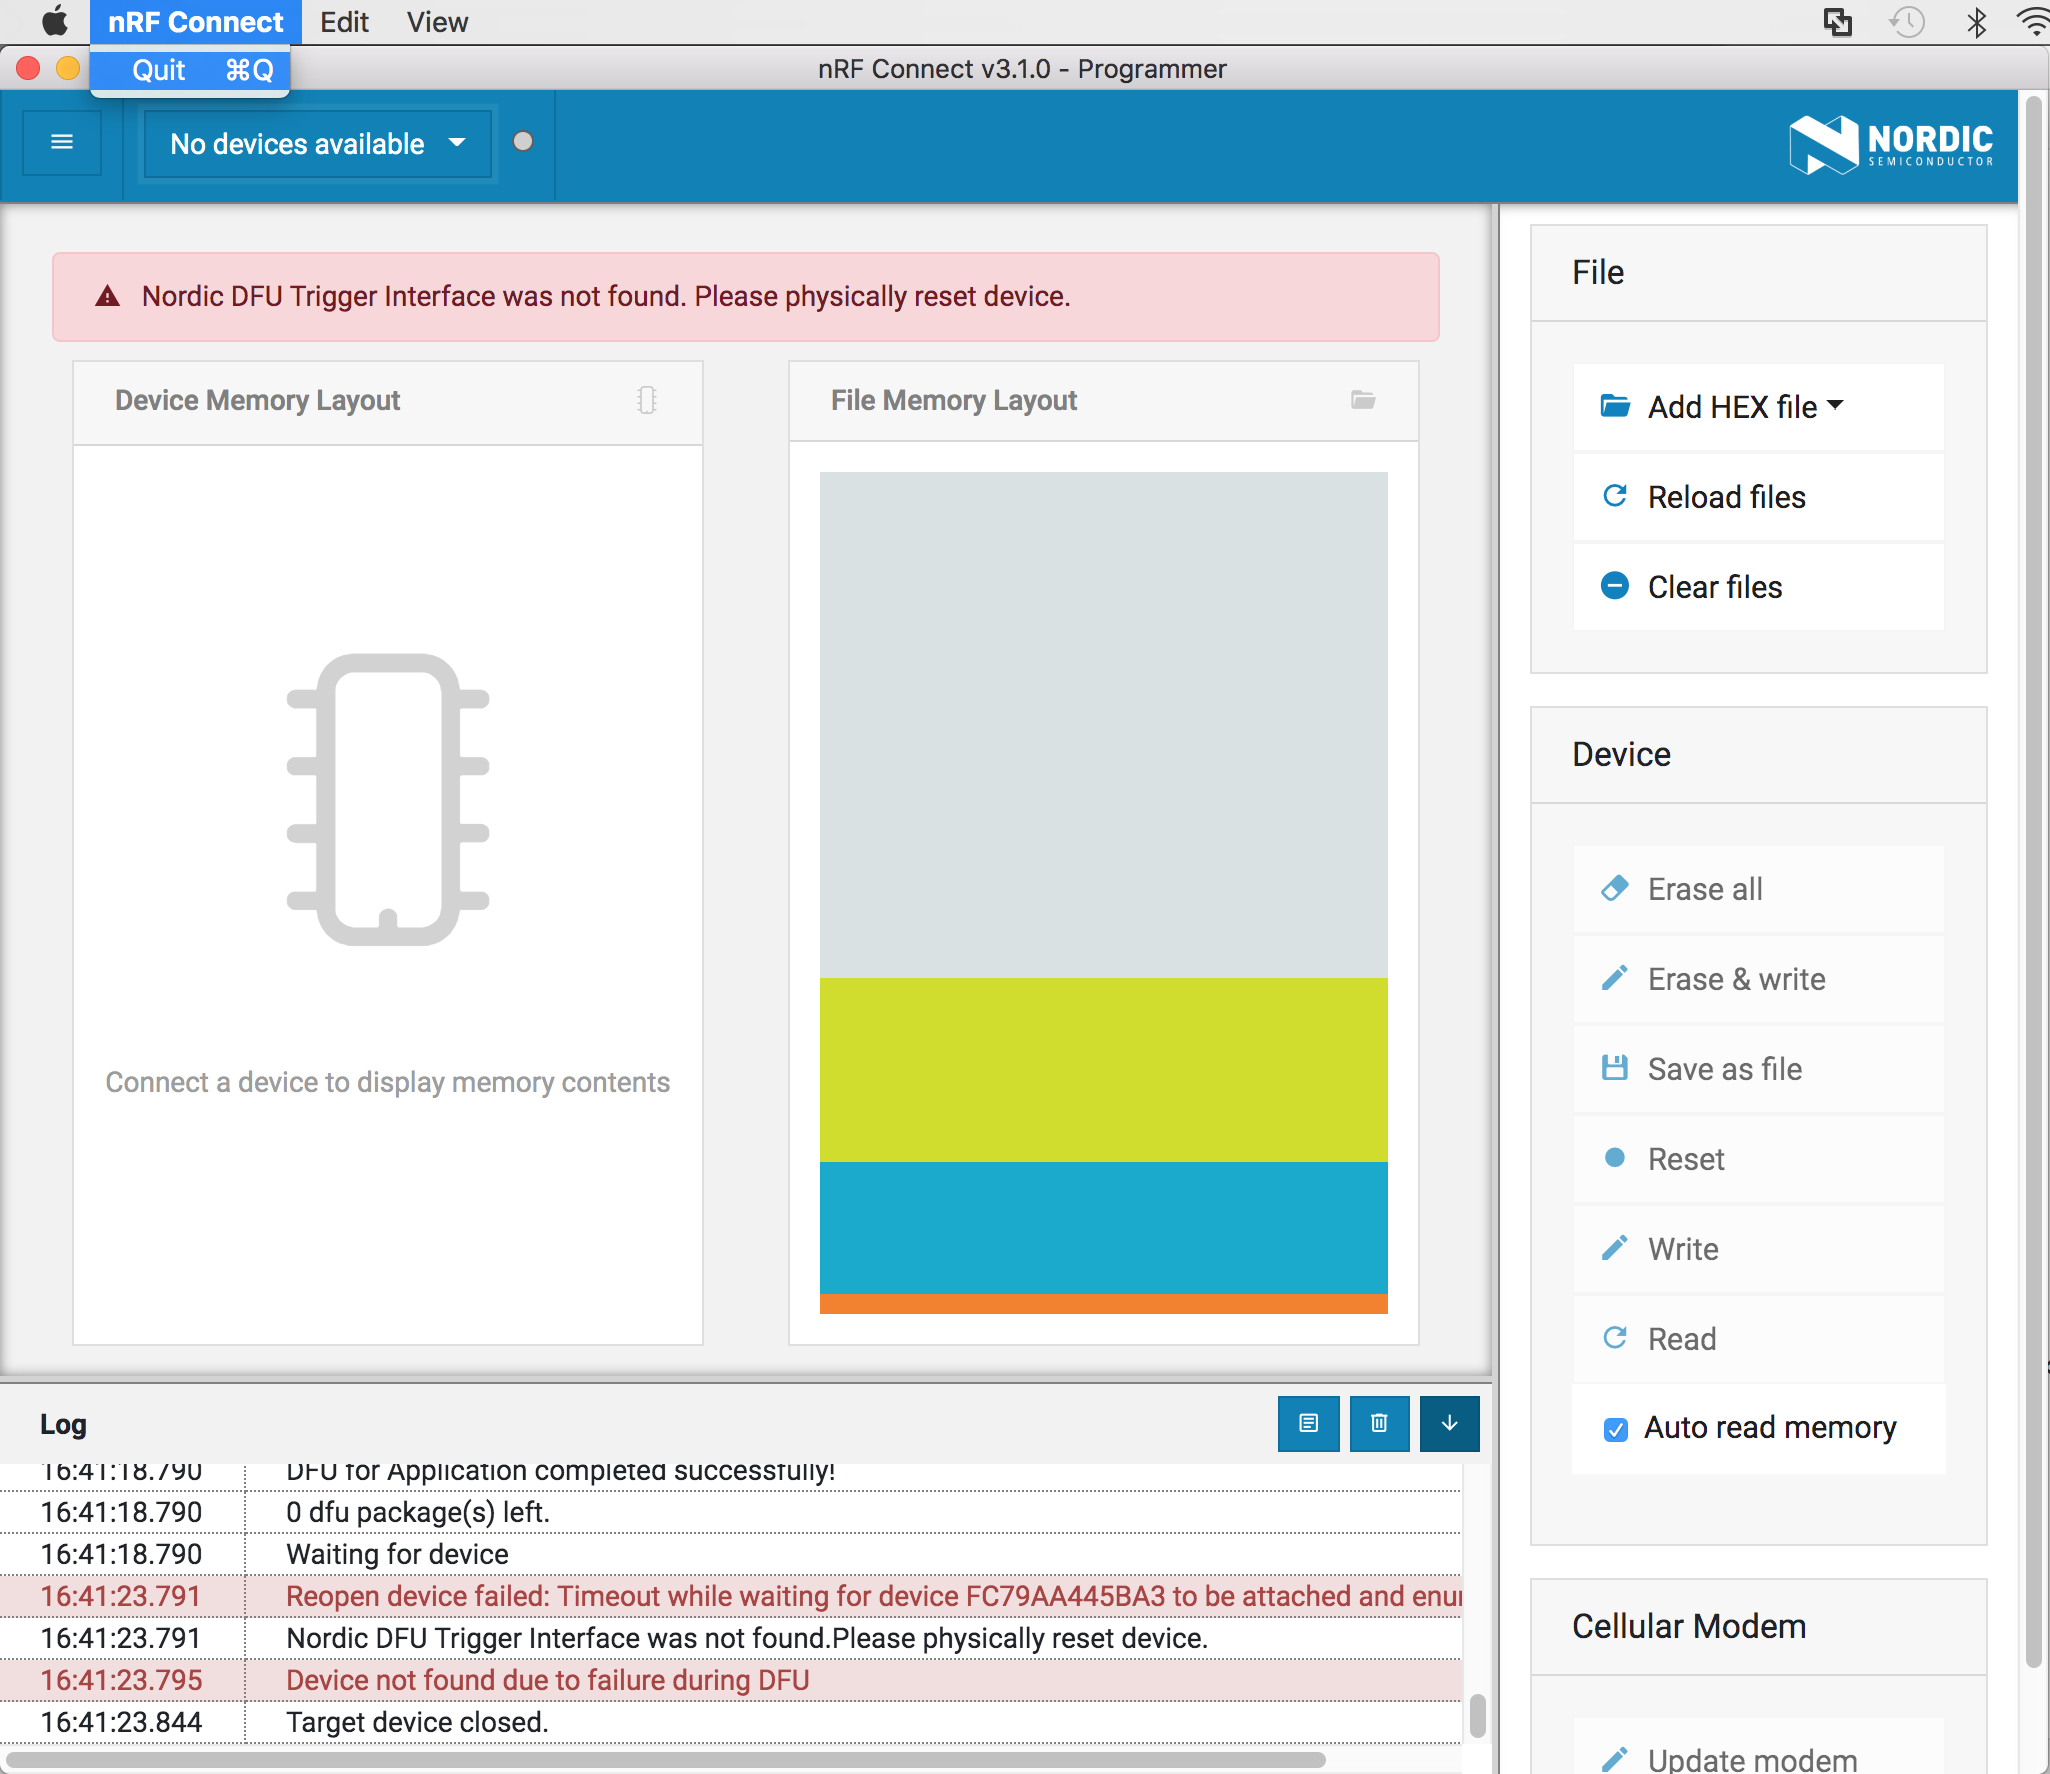 nRF Connect Edit View
Quit ⌘Q
nRF Connect v3.1.0 - Programmer
No devices available
NORDIC
SEMICONDUCTOR
Nordic DFU Trigger Interface was not found. Please physically reset device.
Device Memory Layout
Connect a device to display memory contents
File Memory Layout
File
Add HEX file
Reload files
Clear files
Device
Erase all
Erase & write
Save as file
Reset
Write
Read
Auto read memory
Cellular Modem
Update modem
Log
16:41:18.790 DFU for Application completed successfully!
16:41:18.790 0 dfu package(s) left.
16:41:18.790 Waiting for device
16:41:23.791 Reopen device failed: Timeout while waiting for device FC79AA445BA3 to be attached and
16:41:23.791 Nordic DFU Trigger Interface was not found.Please physically reset device.
16:41:23.795 Device not found due to failure during DFU
16:41:23.844 Target device closed.